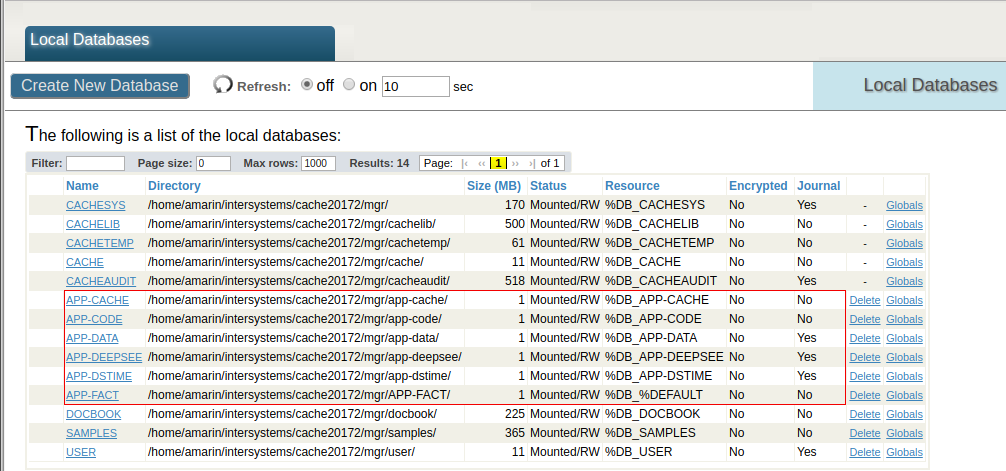 Local Databases
Create New Database Refresh: off on 10 sec Local Databases
The following is a list of the local databases:
Filter: Page size: 0 Max rows: 1000 Results: 14 Page: |‹ ‹‹ 1 ›› ›| of 1
Name Directory Size (MB) Status Resource Encrypted Journal
CACHESYS /home/amarin/intersystems/cache20172/mgr/ 170 Mounted/RW %DB_CACHESYS No Yes - Globals
CACHELIB /home/amarin/intersystems/cache20172/mgr/cachelib/ 500 Mounted/RW %DB_CACHELIB No No - Globals
CACHETEMP /home/amarin/intersystems/cache20172/mgr/cachetemp/ 61 Mounted/RW %DB_CACHETEMP No No - Globals
CACHE /home/amarin/intersystems/cache20172/mgr/cache/ 11 Mounted/RW %DB_CACHE No No - Globals
CACHEAUDIT /home/amarin/intersystems/cache20172/mgr/cacheaudit/ 518 Mounted/RW %DB_CACHEAUDIT No Yes - Globals
APP-CACHE /home/amarin/intersystems/cache20172/mgr/app-cache/ 1 Mounted/RW %DB_APP-CACHE No No Delete Globals
APP-CODE /home/amarin/intersystems/cache20172/mgr/app-code/ 1 Mounted/RW %DB_APP-CODE No No Delete Globals
APP-DATA /home/amarin/intersystems/cache20172/mgr/app-data/ 1 Mounted/RW %DB_APP-DATA No Yes Delete Globals
APP-DEEPSEE /home/amarin/intersystems/cache20172/mgr/app-deepsee/ 1 Mounted/RW %DB_APP-DEEPSEE No Yes Delete Globals
APP-DSTIME /home/amarin/intersystems/cache20172/mgr/app-dstime/ 1 Mounted/RW %DB_APP-DSTIME No Yes Delete Globals
APP-FACT /home/amarin/intersystems/cache20172/mgr/APP-FACT/ 1 Mounted/RW %DB_%DEFAULT No No Delete Globals
DOCBOOK /home/amarin/intersystems/cache20172/mgr/docbook/ 225 Mounted/RW %DB_DOCBOOK No No Delete Globals
SAMPLES /home/amarin/intersystems/cache20172/mgr/samples/ 365 Mounted/RW %DB_SAMPLES No No Delete Globals
USER /home/amarin/intersystems/cache20172/mgr/user/ 11 Mounted/RW %DB_USER No Yes Delete Globals